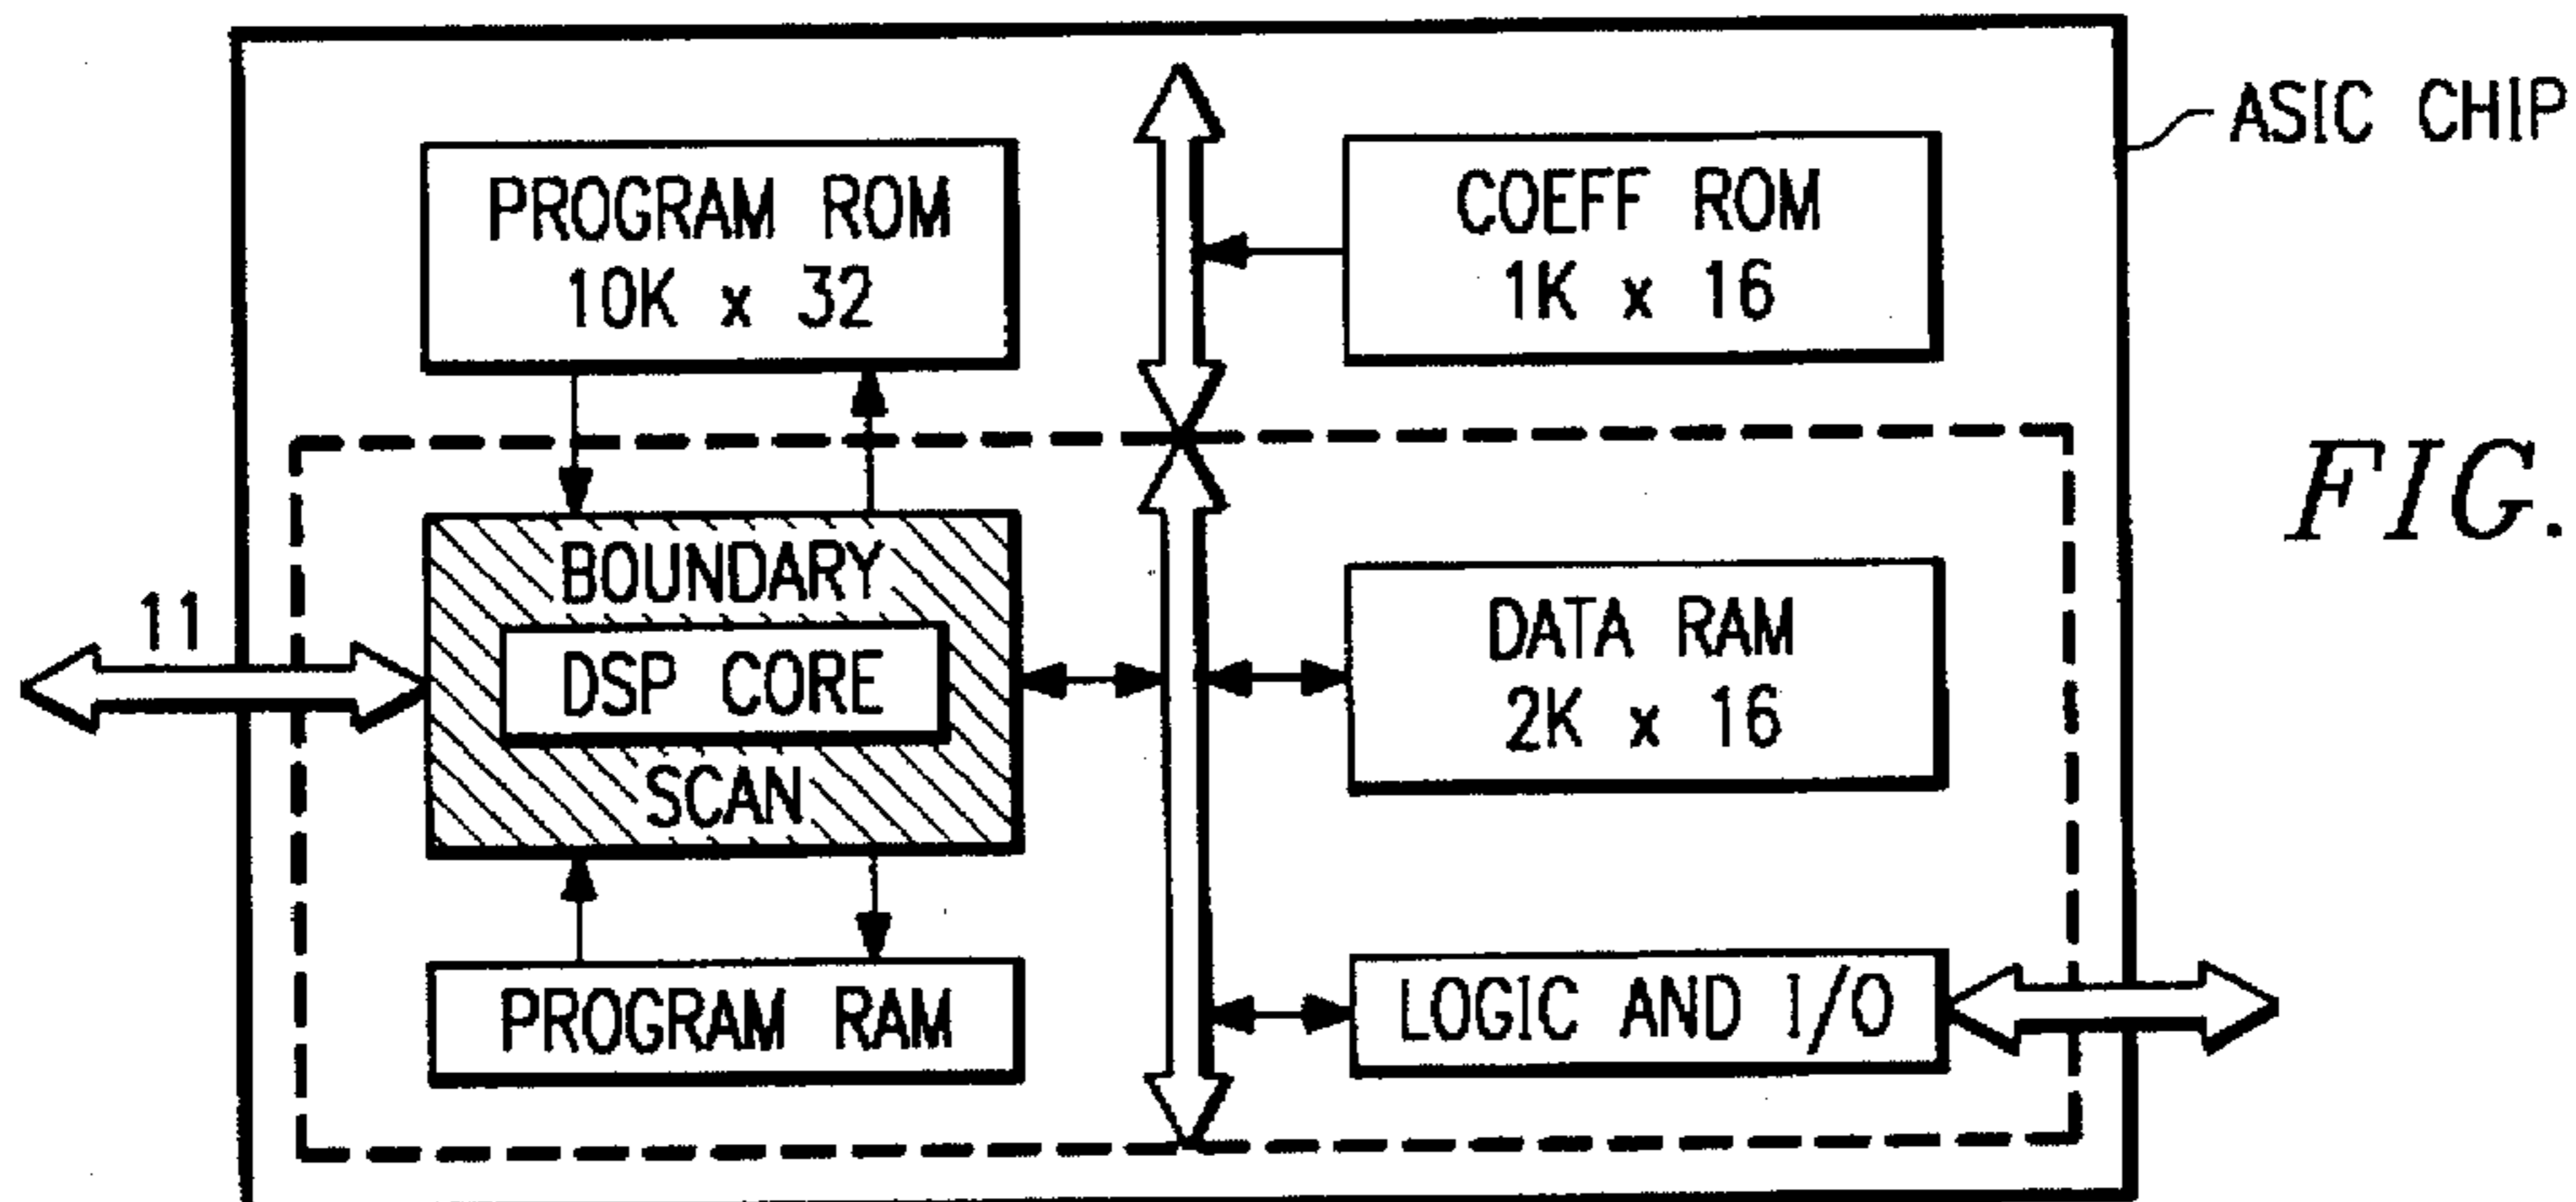 ASIC CHIP
PROGRAM ROM
10K x 32
COEFF ROM
1K x 16
FIG.
11
BOUNDARY
DSP CORE
SCAN
DATA RAM
2K x 16
PROGRAM RAM
LOGIC AND I/O